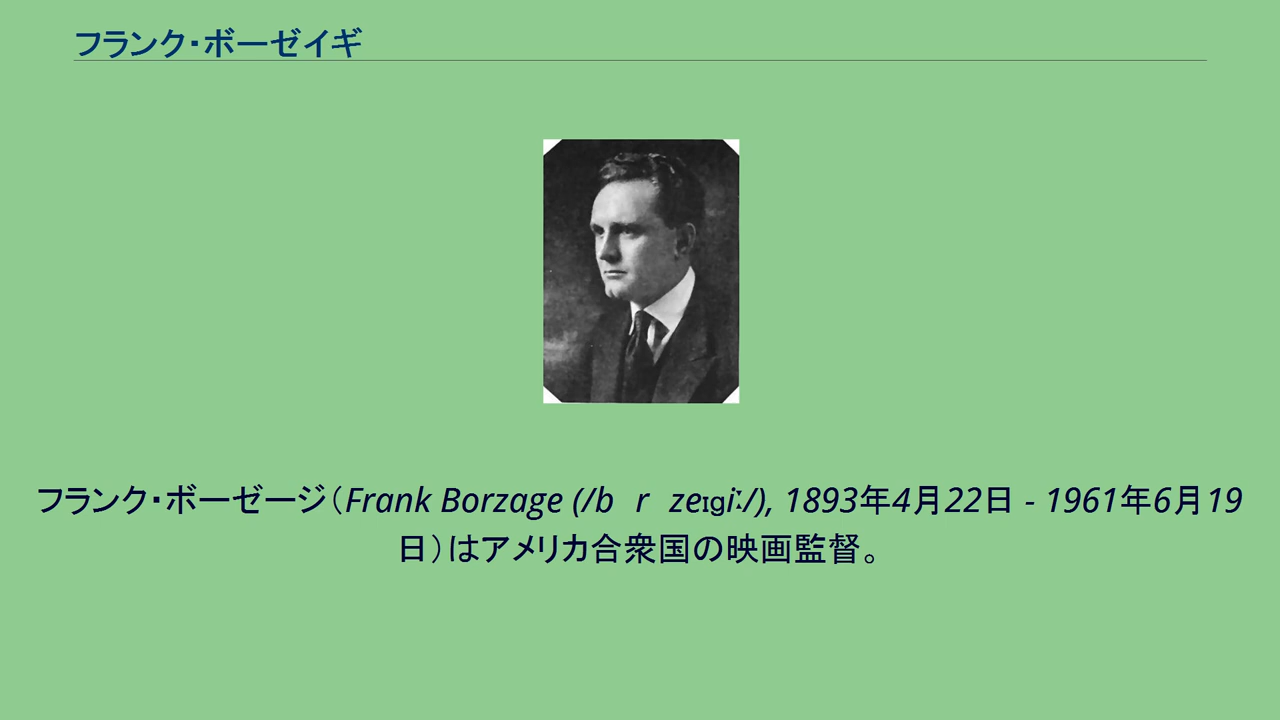 フランク・ボーゼイギ
フランク・ボーゼージ（Frank Borzage (/b r zeɪɡiː/), 1893年4月22日 - 1961年6月19
日）はアメリカ合衆国の映画監督。